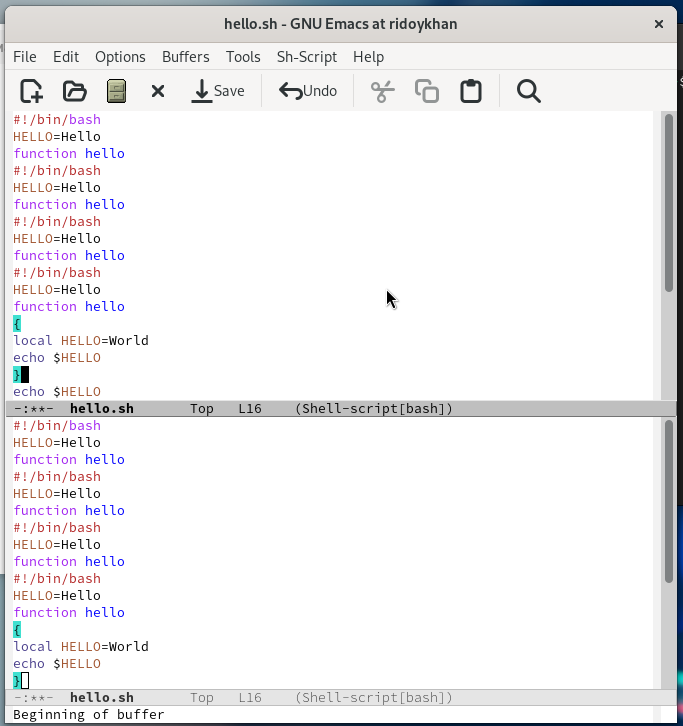 hello.sh - GNU Emacs at ridoykhan
File Edit Options Buffers Tools Sh-Script Help
Save Undo
#!/bin/bash
HELLO=Hello
function hello
#!/bin/bash
HELLO=Hello
function hello
#!/bin/bash
HELLO=Hello
function hello
#!/bin/bash
HELLO=Hello
function hello
{
local HELLO=World
echo $HELLO
}
echo $HELLO
-:**- hello.sh Top L16 (Shell-script[bash])
#!/bin/bash
HELLO=Hello
function hello
#!/bin/bash
HELLO=Hello
function hello
#!/bin/bash
HELLO=Hello
function hello
#!/bin/bash
HELLO=Hello
function hello
{
local HELLO=World
echo $HELLO
}
-:**- hello.sh Top L16 (Shell-script[bash])
Beginning of buffer